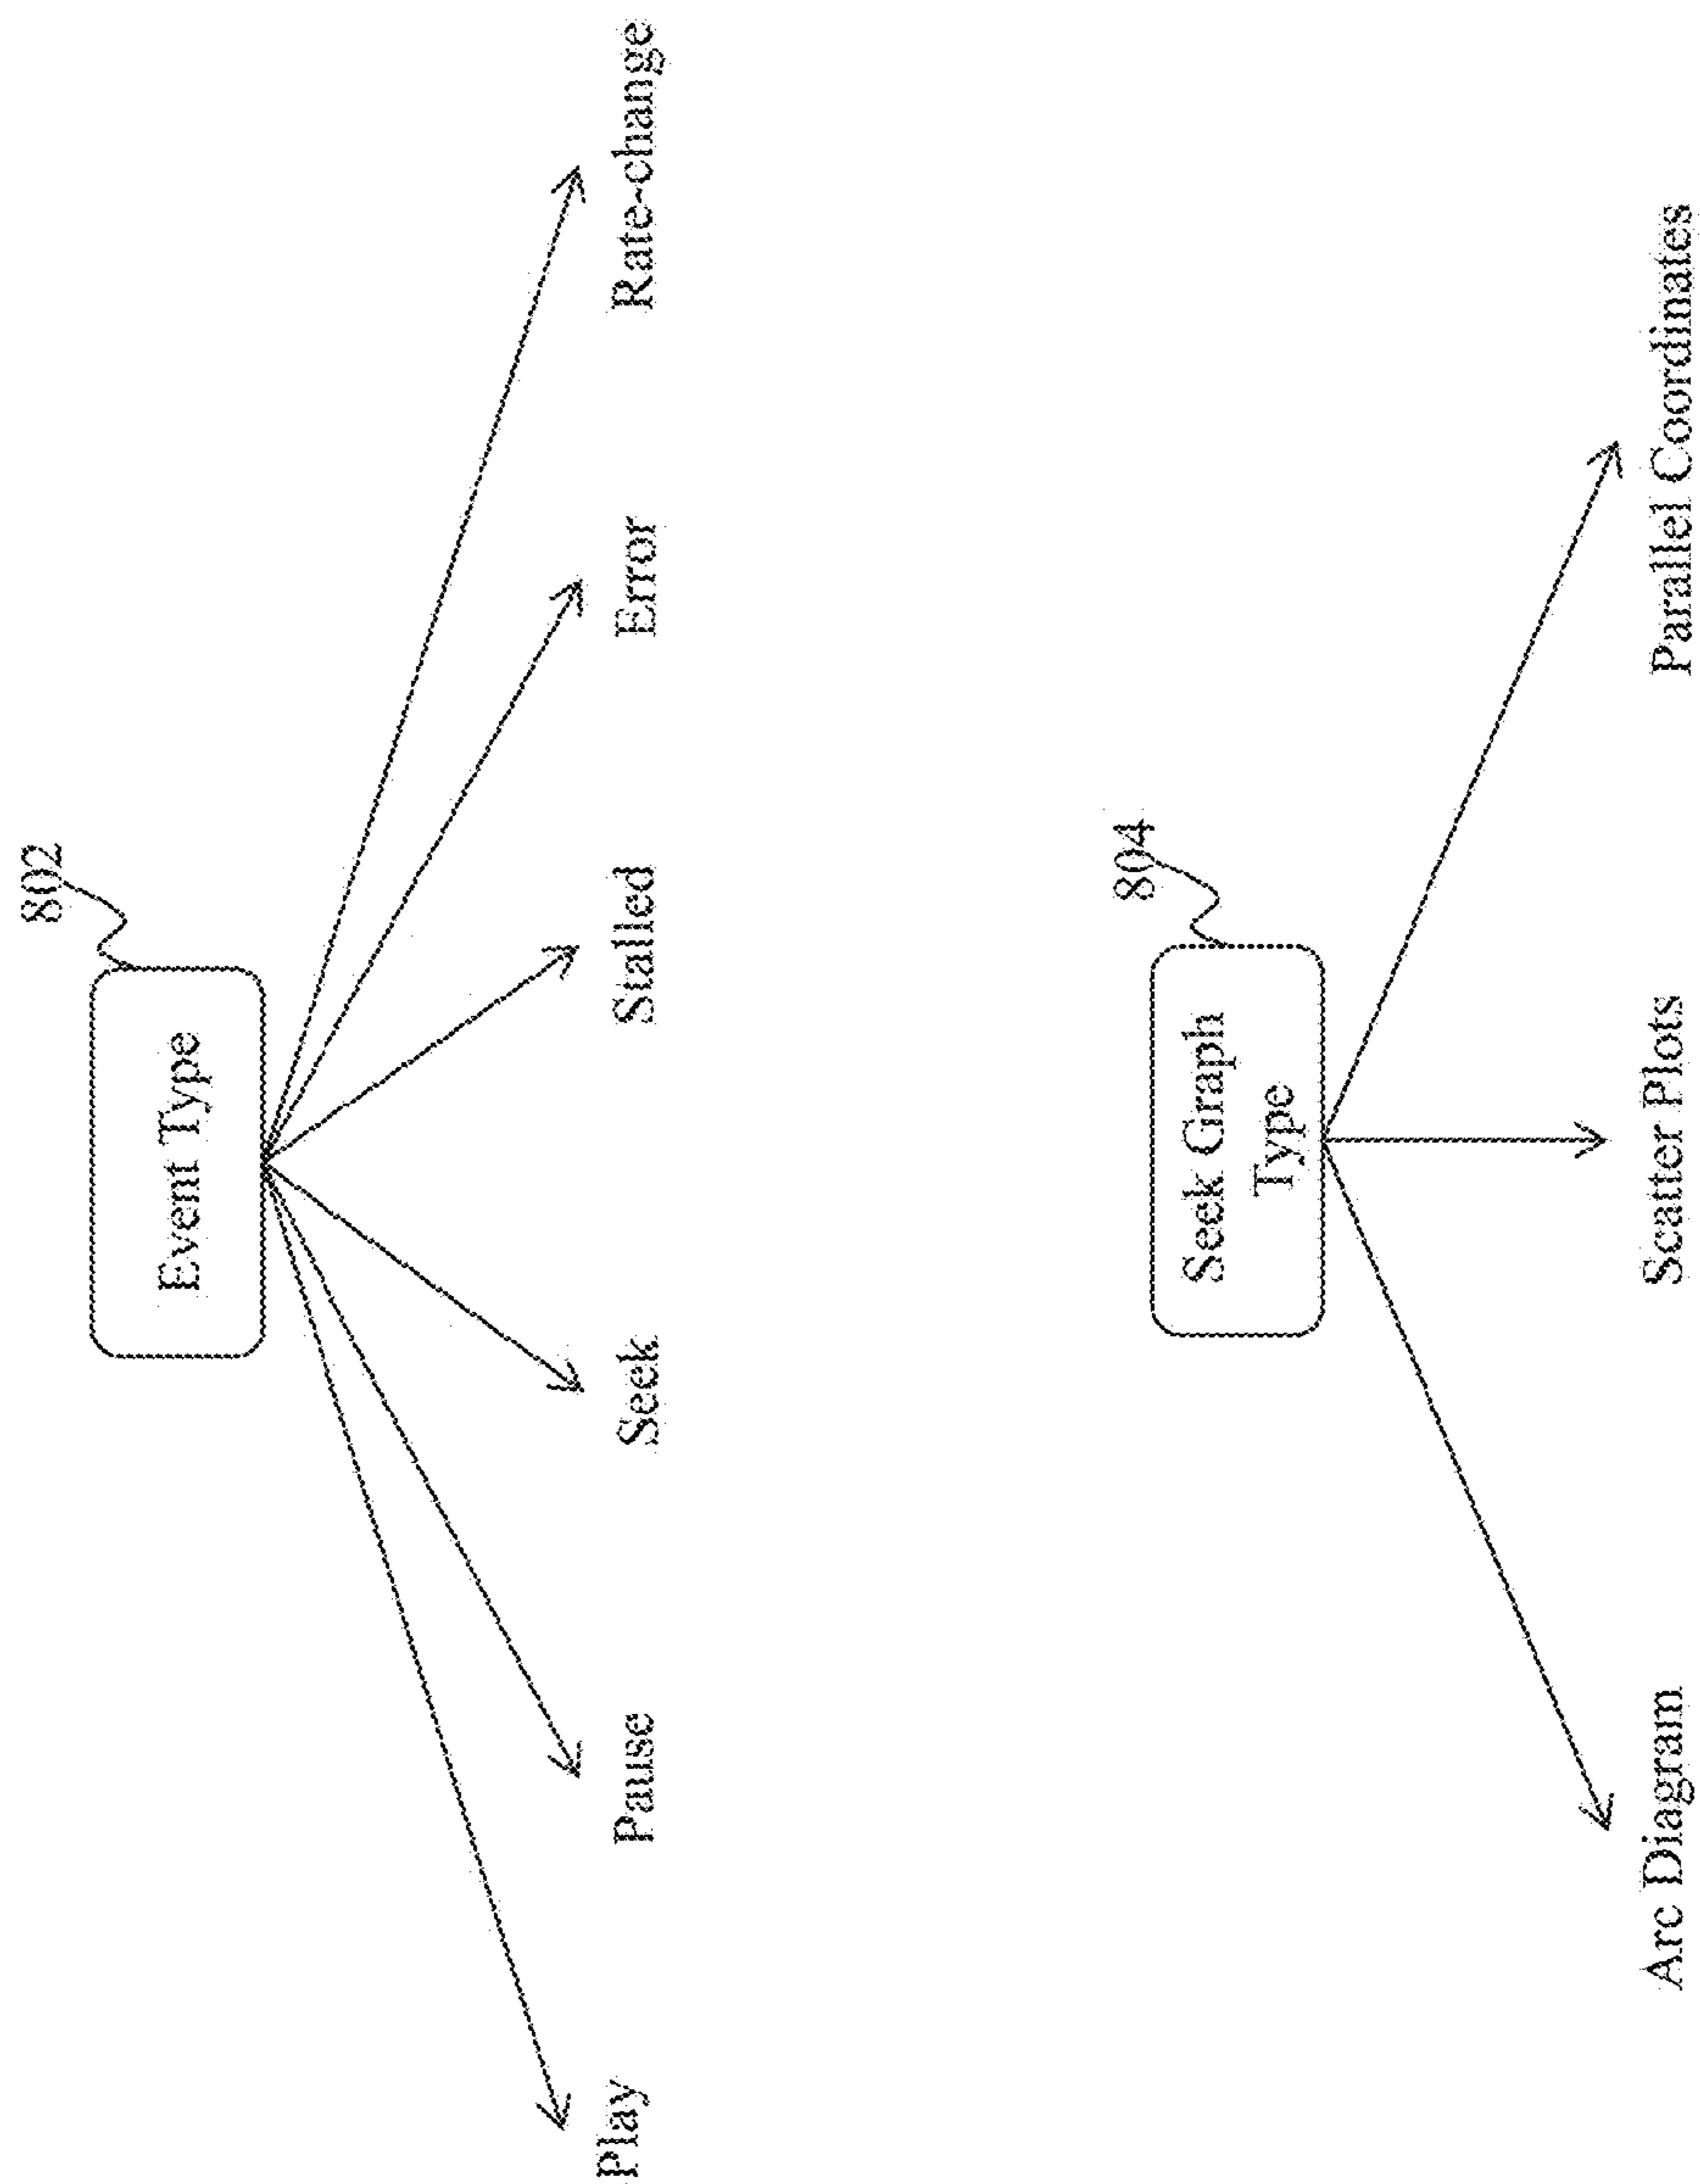 802
Event Type
Play
Pause
Seek
Stalled
Error
Rate-change
804
Seek Graph
Type
Arc Diagram
Scatter Plots
Parallel Coordinates